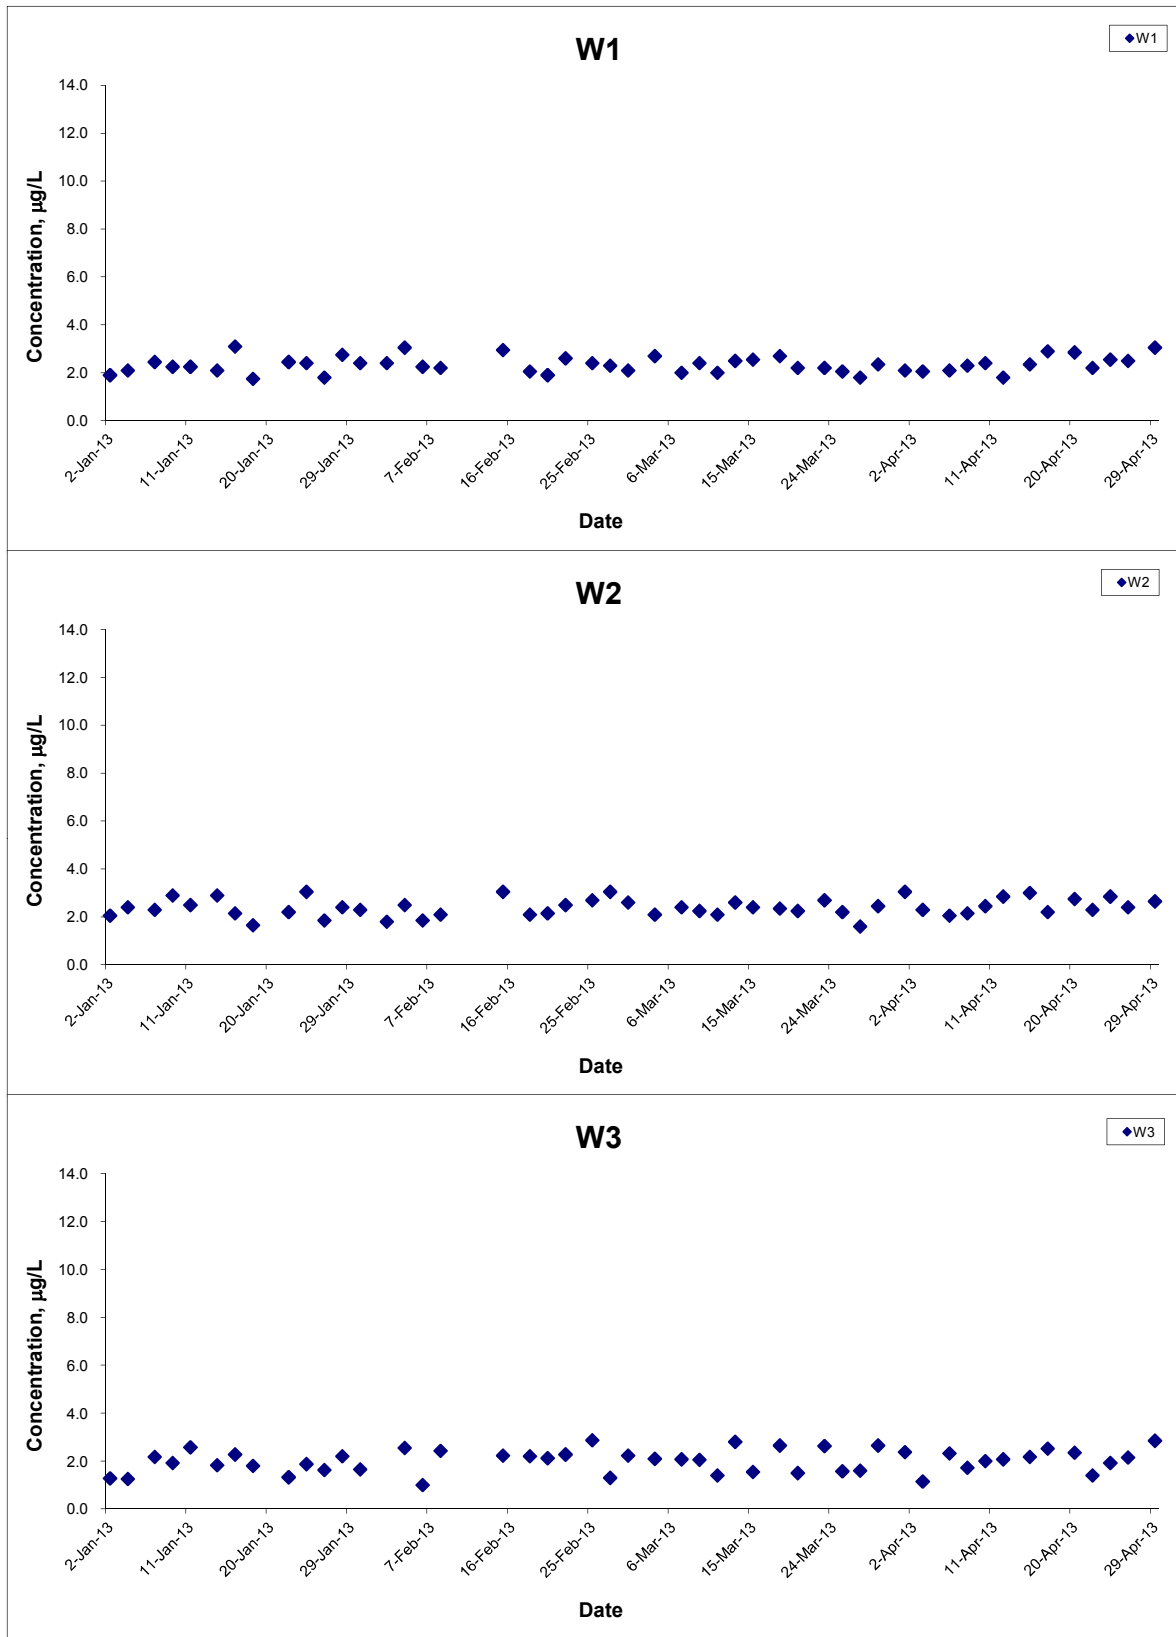 W1
W1
14.0
12.0
10.0
8.0
6.0
4.0
2.0
0.0
Concentration, µg/L
2-Jan-13
11-Jan-13
20-Jan-13
29-Jan-13
7-Feb-13
16-Feb-13
25-Feb-13
6-Mar-13
15-Mar-13
24-Mar-13
2-Apr-13
11-Apr-13
20-Apr-13
29-Apr-13
Date
W2
W2
14.0
12.0
10.0
8.0
6.0
4.0
2.0
0.0
Concentration, µg/L
2-Jan-13
11-Jan-13
20-Jan-13
29-Jan-13
7-Feb-13
16-Feb-13
25-Feb-13
6-Mar-13
15-Mar-13
24-Mar-13
2-Apr-13
11-Apr-13
20-Apr-13
29-Apr-13
Date
W3
W3
14.0
12.0
10.0
8.0
6.0
4.0
2.0
0.0
Concentration, µg/L
2-Jan-13
11-Jan-13
20-Jan-13
29-Jan-13
7-Feb-13
16-Feb-13
25-Feb-13
6-Mar-13
15-Mar-13
24-Mar-13
2-Apr-13
11-Apr-13
20-Apr-13
29-Apr-13
Date